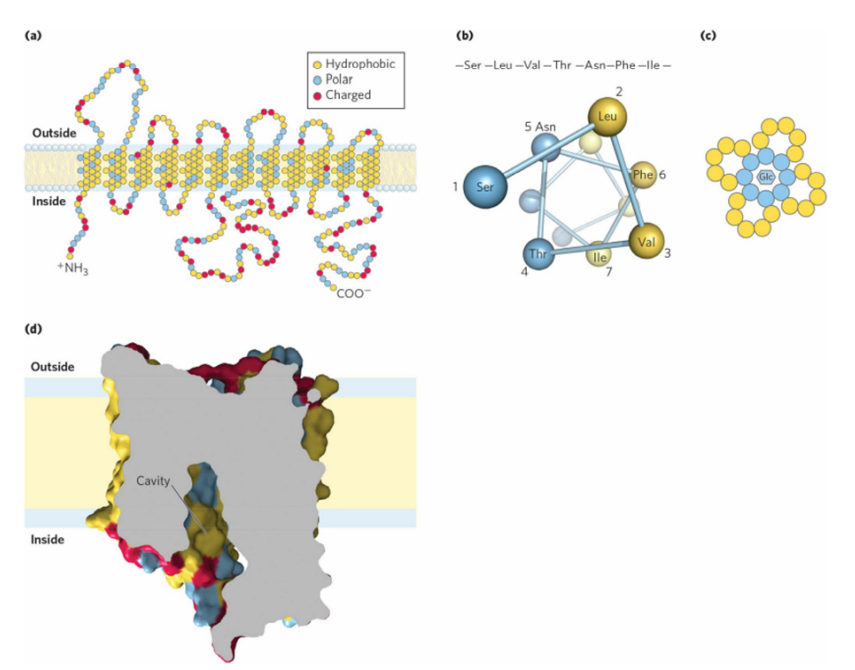 (a)
Hydrophobic
Polar
Charged
Outside
Inside
⁺NH₃
COO⁻
(b)
—Ser —Leu —Val — Thr —Asn—Phe —Ile —
2
Leu
5 Asn
1
Ser
Phe 6
Thr
Val
4
Ile
3
7
(c)
Glc
(d)
Outside
Cavity
Inside